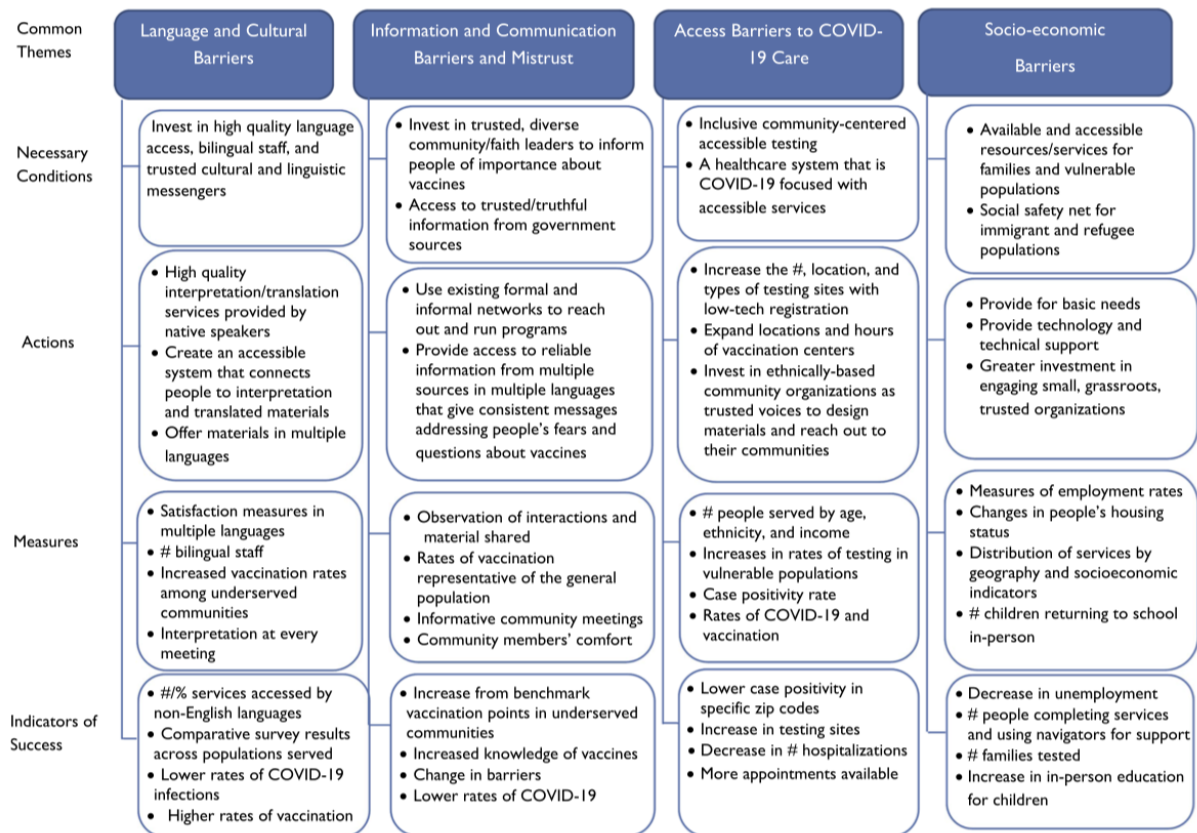 Common
Themes
Language and Cultural
Barriers
Information and Communication
Barriers and Mistrust
Access Barriers to COVID-
19 Care
Socio-economic
Barriers
Necessary
Conditions
Invest in high quality language
access, bilingual staff, and
trusted cultural and linguistic
messengers
• Invest in trusted, diverse
community/faith leaders to inform
people of importance about
vaccines
• Access to trusted/truthful
information from government
sources
• Inclusive community-centered
accessible testing
• A healthcare system that is
COVID-19 focused with
accessible services
• Available and accessible
resources/services for
families and vulnerable
populations
• Social safety net for
immigrant and refugee
populations
Actions
• High quality
interpretation/translation
services provided by
native speakers
• Create an accessible
system that connects
people to interpretation
and translated materials
• Offer materials in multiple
languages
• Use existing formal and
informal networks to reach
out and run programs
• Provide access to reliable
information from multiple
sources in multiple languages
that give consistent messages
addressing people's fears and
questions about vaccines
• Increase the #, location, and
types of testing sites with
low-tech registration
• Expand locations and hours
of vaccination centers
• Invest in ethnically-based
community organizations as
trusted voices to design
materials and reach out to
their communities
• Provide for basic needs
• Provide technology and
technical support
• Greater investment in
engaging small, grassroots,
trusted organizations
Measures
• Satisfaction measures in
multiple languages
• # bilingual staff
• Increased vaccination rates
among underserved
communities
• Interpretation at every
meeting
• Observation of interactions and
material shared
• Rates of vaccination
representative of the general
population
• Informative community meetings
• Community members' comfort
• # people served by age,
ethnicity, and income
• Increases in rates of testing in
vulnerable populations
• Case positivity rate
• Rates of COVID-19 and
vaccination
• Measures of employment rates
• Changes in people's housing
status
• Distribution of services by
geography and socioeconomic
indicators
• # children returning to school
in-person
Indicators of
Success
• #/% services accessed by
non-English languages
• Comparative survey results
across populations served
• Lower rates of COVID-19
infections
• Higher rates of vaccination
• Increase from benchmark
vaccination points in underserved
communities
• Increased knowledge of vaccines
• Change in barriers
• Lower rates of COVID-19
• Lower case positivity in
specific zip codes
• Increase in testing sites
• Decrease in # hospitalizations
• More appointments available
• Decrease in unemployment
• # people completing services
and using navigators for support
• # families tested
• Increase in in-person education
for children